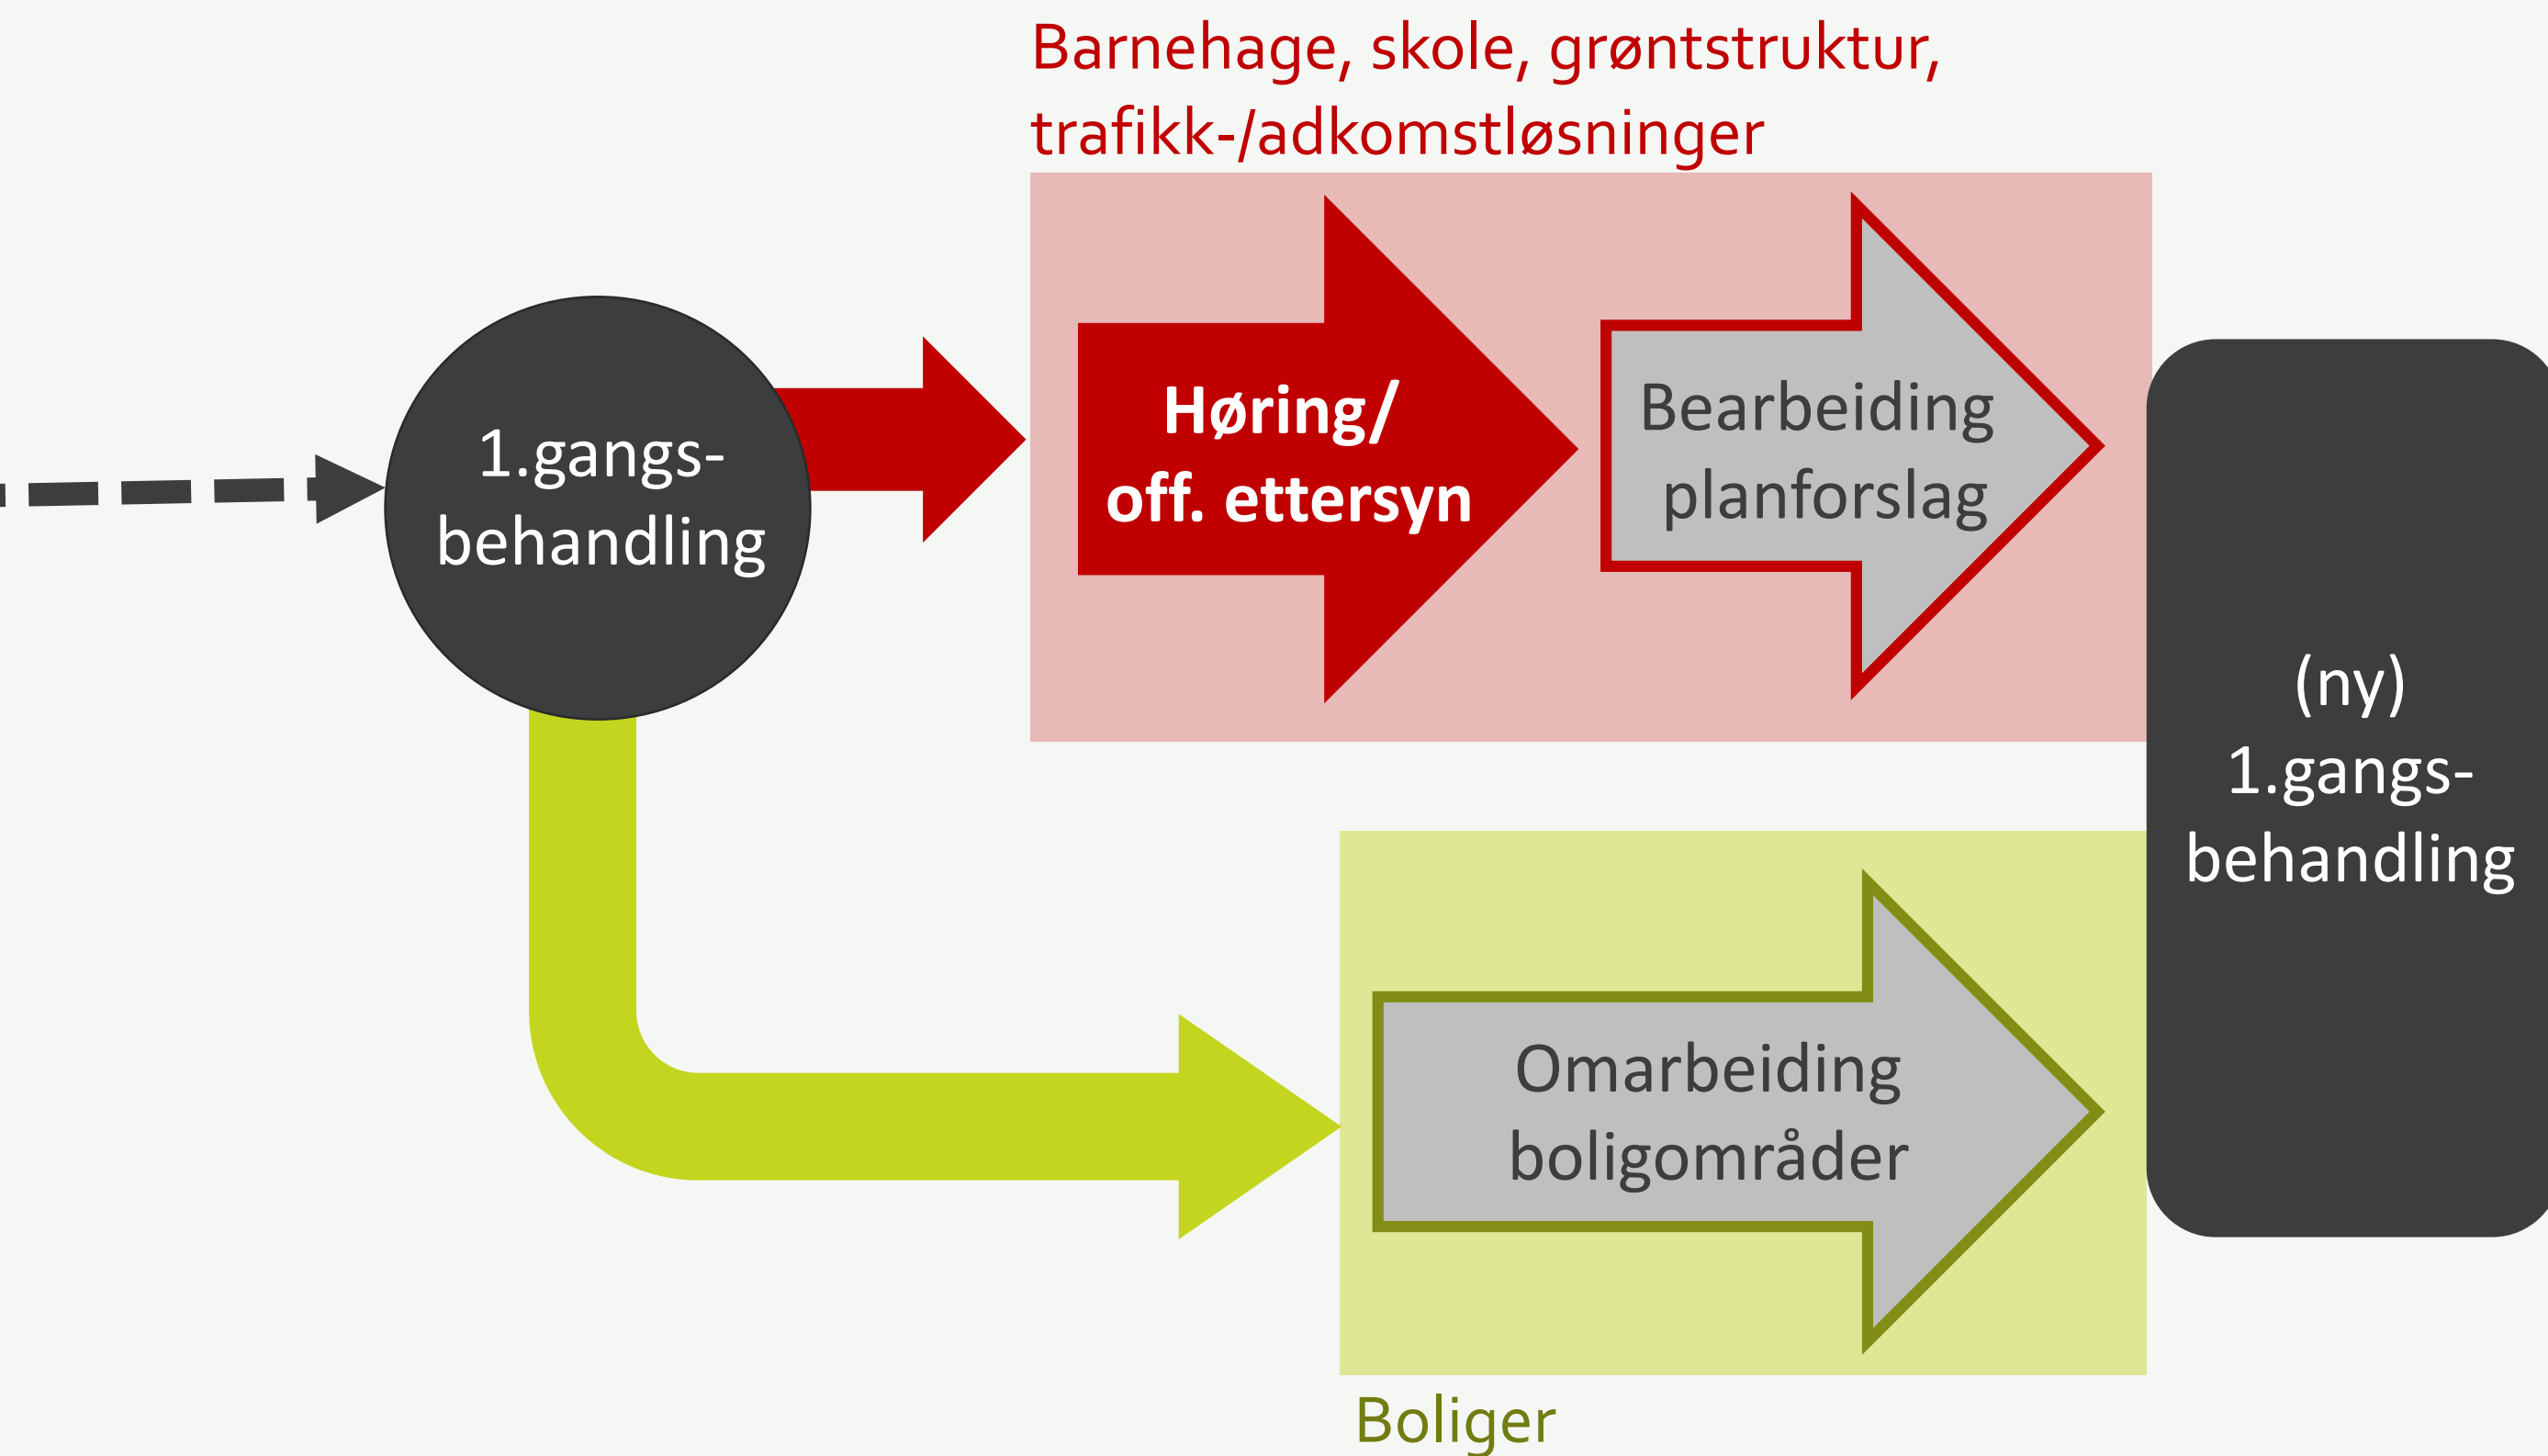 Barnehage, skole, grøntstruktur,
trafikk-/adkomstløsninger
1.gangs-
behandling
Høring/
off. ettersyn
Bearbeiding
planforslag
(ny)
1.gangs-
behandling
Omarbeiding
boligområder
Boliger